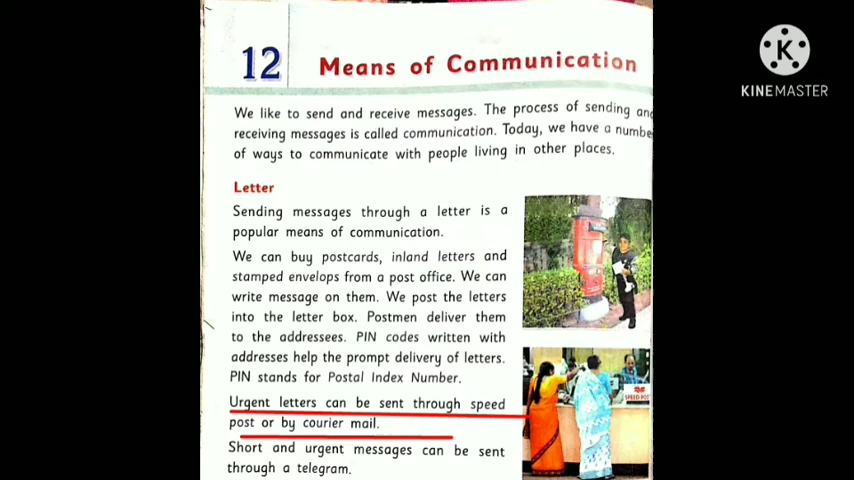 12
Means of Communication
We like to send and receive messages. The process of sending and
receiving messages is called communication. Today, we have a number
of ways to communicate with people living in other places.
Letter
Sending messages through a letter is a
popular means of communication.
We can buy postcards, inland letters and
stamped envelops from a post office. We can
write message on them. We post the letters
into the letter box. Postmen deliver them
to the addressees. PIN codes written with
addresses help the prompt delivery of letters.
PIN stands for Postal Index Number.
Urgent letters can be sent through speed
post or by courier mail.
Short and urgent messages can be sent
through a telegram.
SPEED POST
K
KINEMASTER